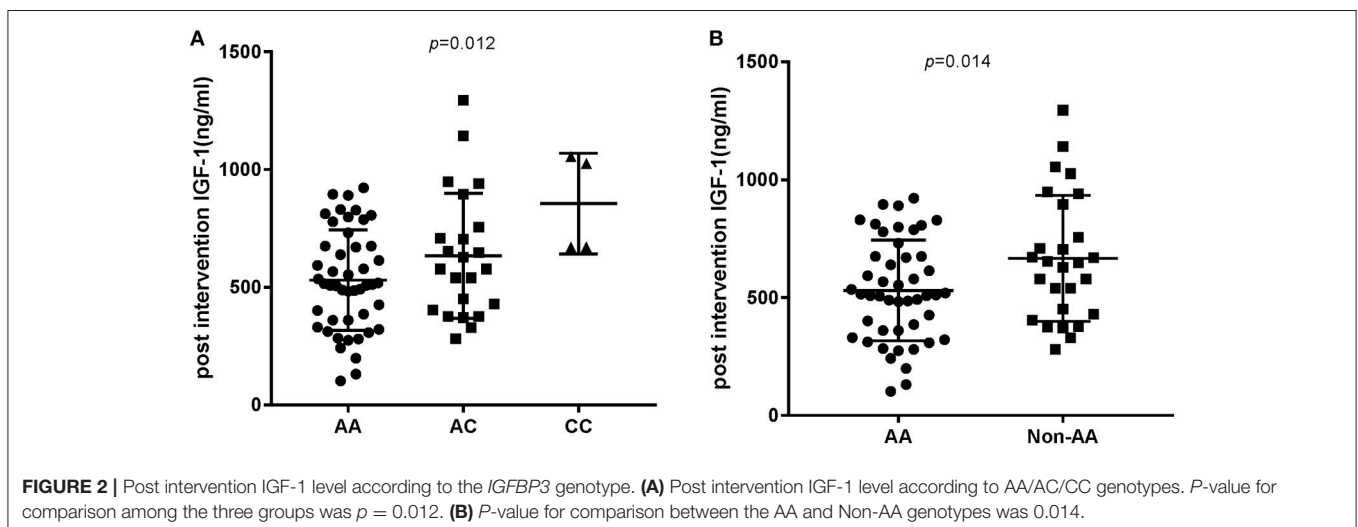 A
p=0.012
1500
1000
500
0
post intervention IGF-1(ng/ml)
AA AC CC
B
p=0.014
1500
1000
500
0
post intervention IGF-1(ng/ml)
AA Non-AA
FIGURE 2 | Post intervention IGF-1 level according to the IGFBP3 genotype. (A) Post intervention IGF-1 level according to AA/AC/CC genotypes. P-value for
comparison among the three groups was p = 0.012. (B) P-value for comparison between the AA and Non-AA genotypes was 0.014.